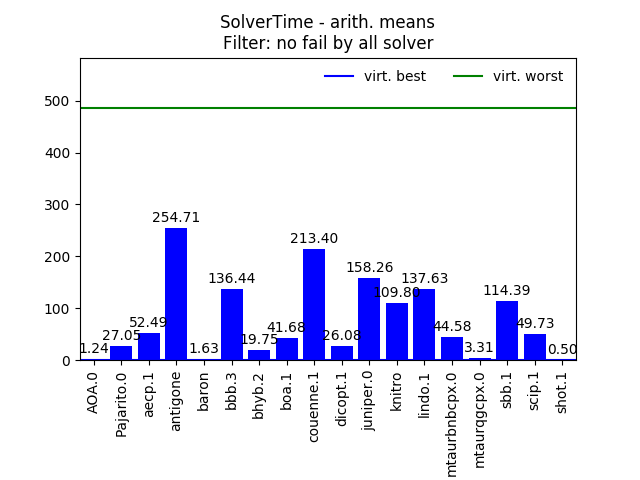 SolverTime - arith. means
Filter: no fail by all solver
virt. best
virt. worst
500
400
300
200
100
0
1.24
27.05
52.49
254.71
1.63
136.44
19.75
41.68
213.40
26.08
158.26
109.80
137.63
44.58
3.31
114.39
49.73
0.50
AOA.0
Pajarito.0
aecp.1
antigone
baron
bbb.3
bhyb.2
boa.1
couenne.1
dicopt.1
juniper.0
knitro
lindo.1
mtaurbnbcpx.0
mtaurqgcpx.0
sbb.1
scip.1
shot.1